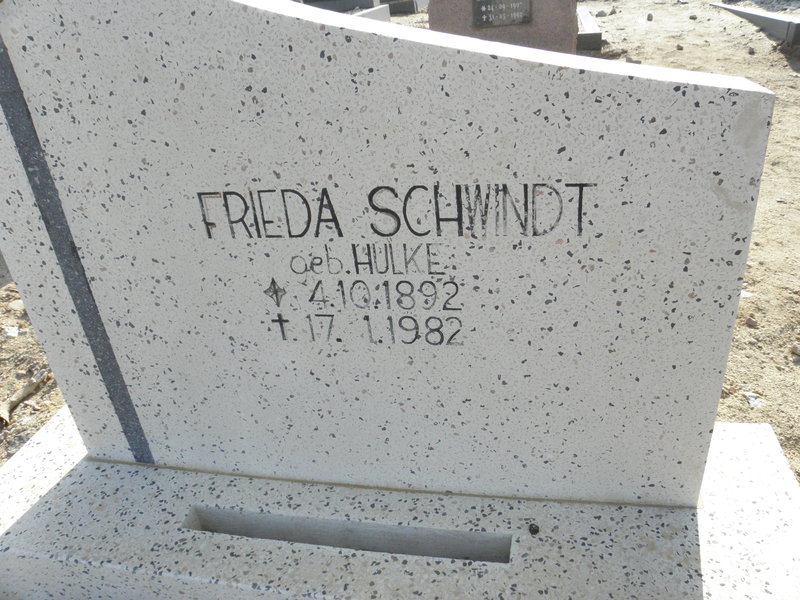 FRIEDA SCHWINDT
geb. HULKE
4.10.1892
† 17. 1.1982